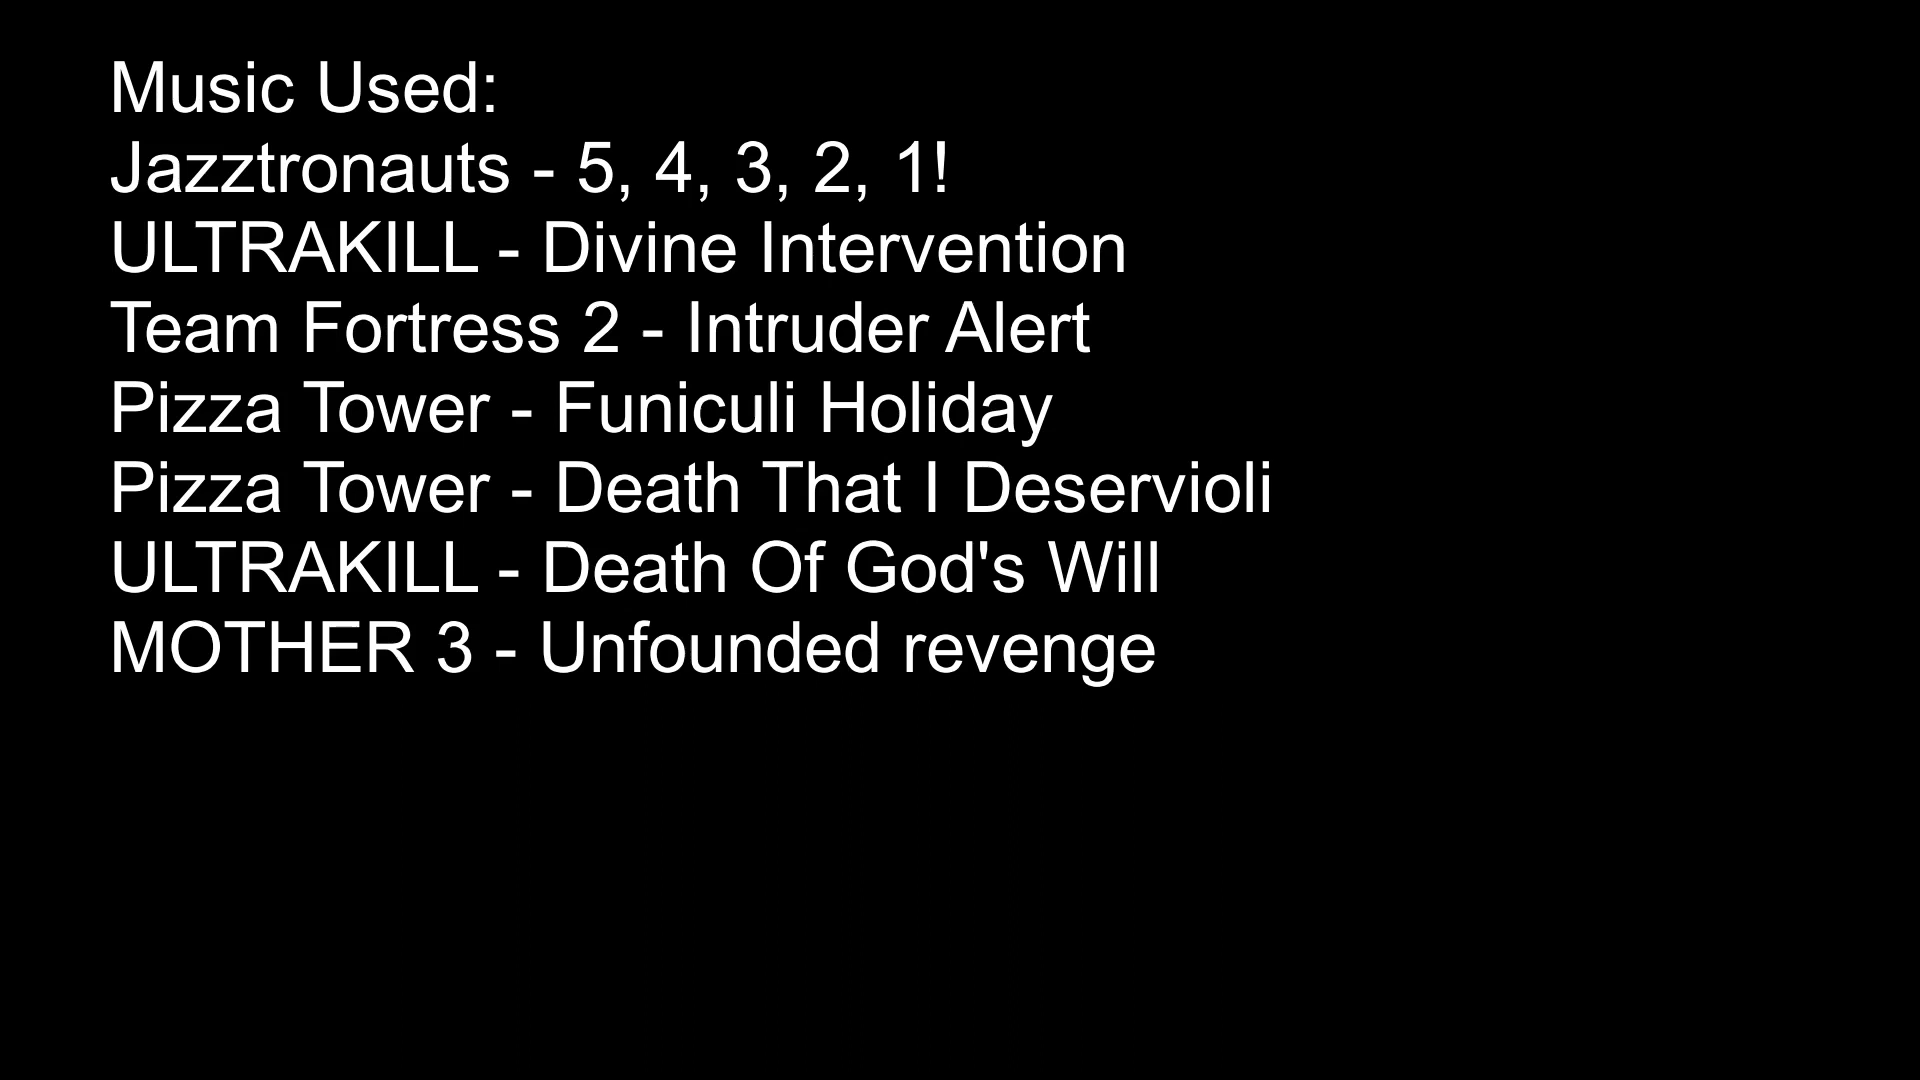 Music Used:
Jazztronauts - 5, 4, 3, 2, 1!
ULTRAKILL - Divine Intervention
Team Fortress 2 - Intruder Alert
Pizza Tower - Funiculi Holiday
Pizza Tower - Death That I Deservioli
ULTRAKILL - Death Of God's Will
MOTHER 3 - Unfounded revenge